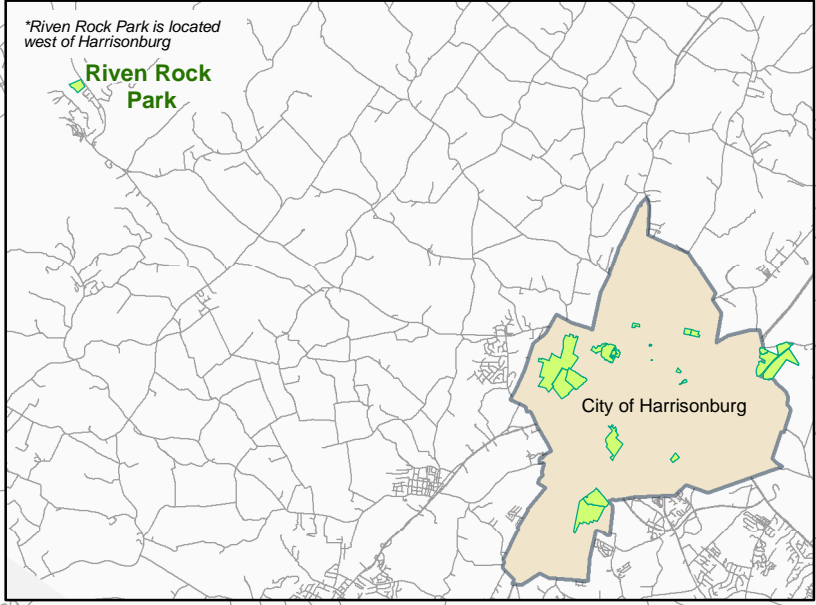 *Riven Rock Park is located
west of Harrisonburg
Riven Rock
Park
City of Harrisonburg